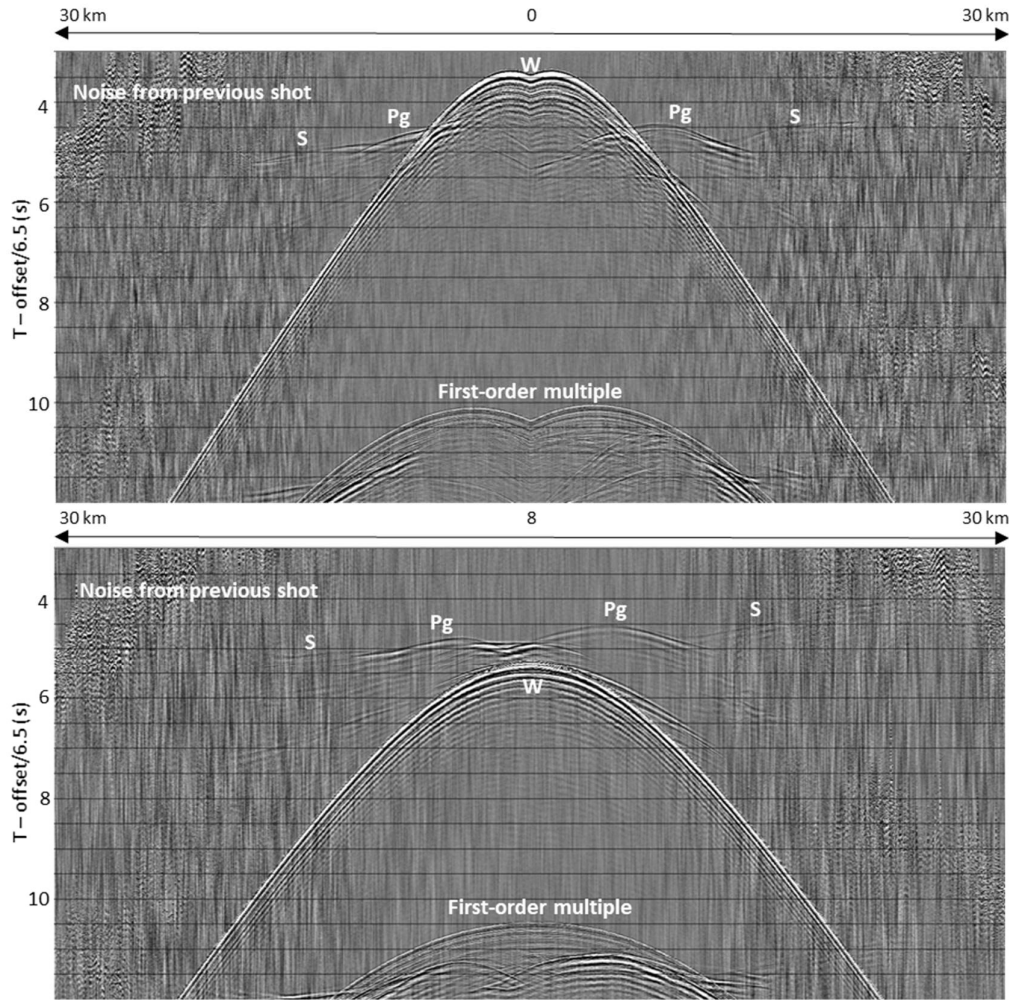 30 km 0 30 km
W
Noise from previous shot
4
Pg Pg S
S
6
T – offset/6.5 (s)
8
First-order multiple
10
30 km 8 30 km
Noise from previous shot
4
Pg Pg S
S
6
W
T – offset/6.5 (s)
8
10
First-order multiple